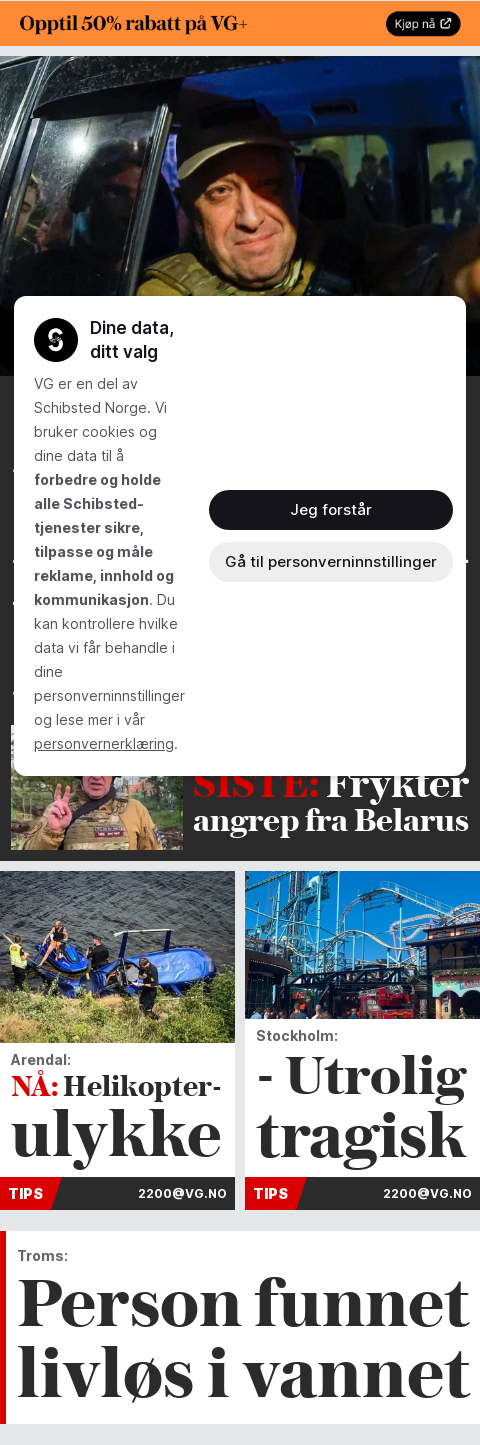 Opptil 50% rabatt på VG+
Kjøp nå
Dine data,
ditt valg
VG er en del av
Schibsted Norge. Vi
bruker cookies og
dine data til å
forbedre og holde
alle Schibsted-
tjenester sikre,
tilpasse og måle
reklame, innhold og
kommunikasjon. Du
kan kontrollere hvilke
data vi får behandle i
dine
personverninnstillinger
og lese mer i vår
personvernerklæring.
Jeg forstår
Gå til personverninnstillinger
SISTE: Frykter
angrep fra Belarus
Arendal:
NÅ: Helikopter-
ulykke
TIPS
2200@VG.NO
Stockholm:
- Utrolig
tragisk
TIPS
2200@VG.NO
Troms:
Person funnet
livløs i vannet